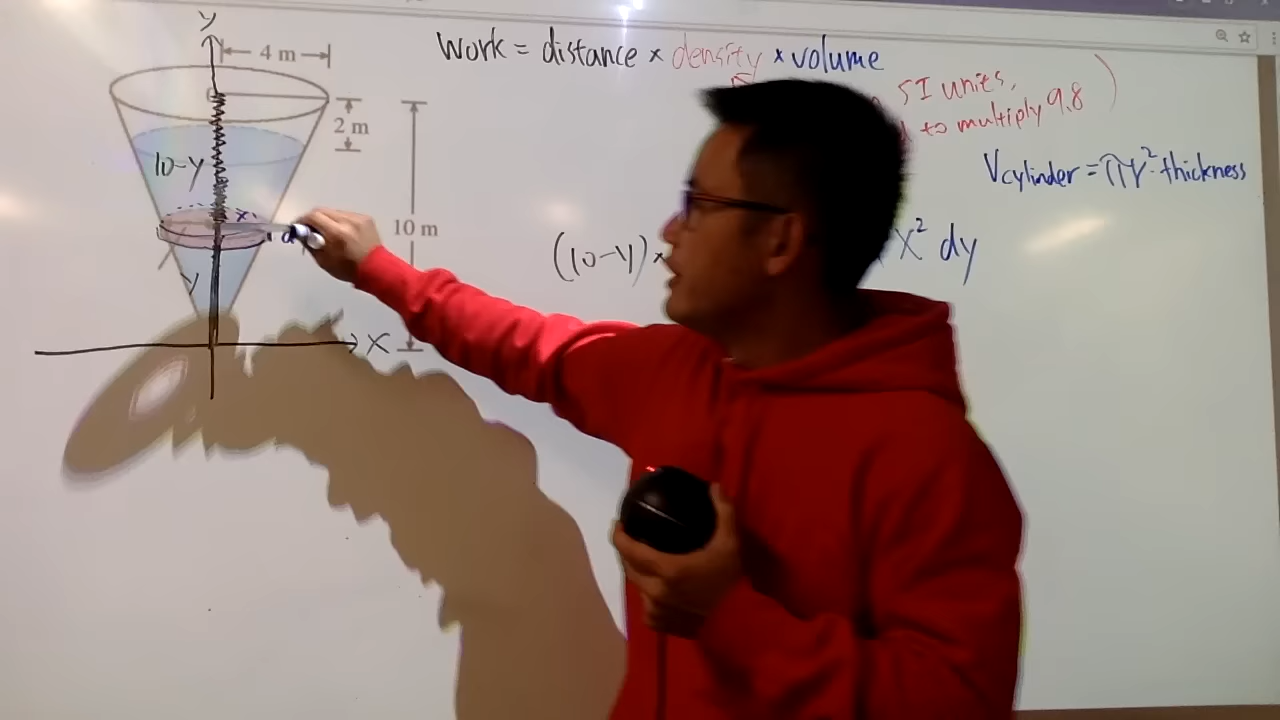 y
4 m
Work = distance × density × volume
SI units,
to multiply 9.8 )
2 m
10-y
V cylinder = πr²·thickness
x
10 m
(10-y)×
x² dy
y
x